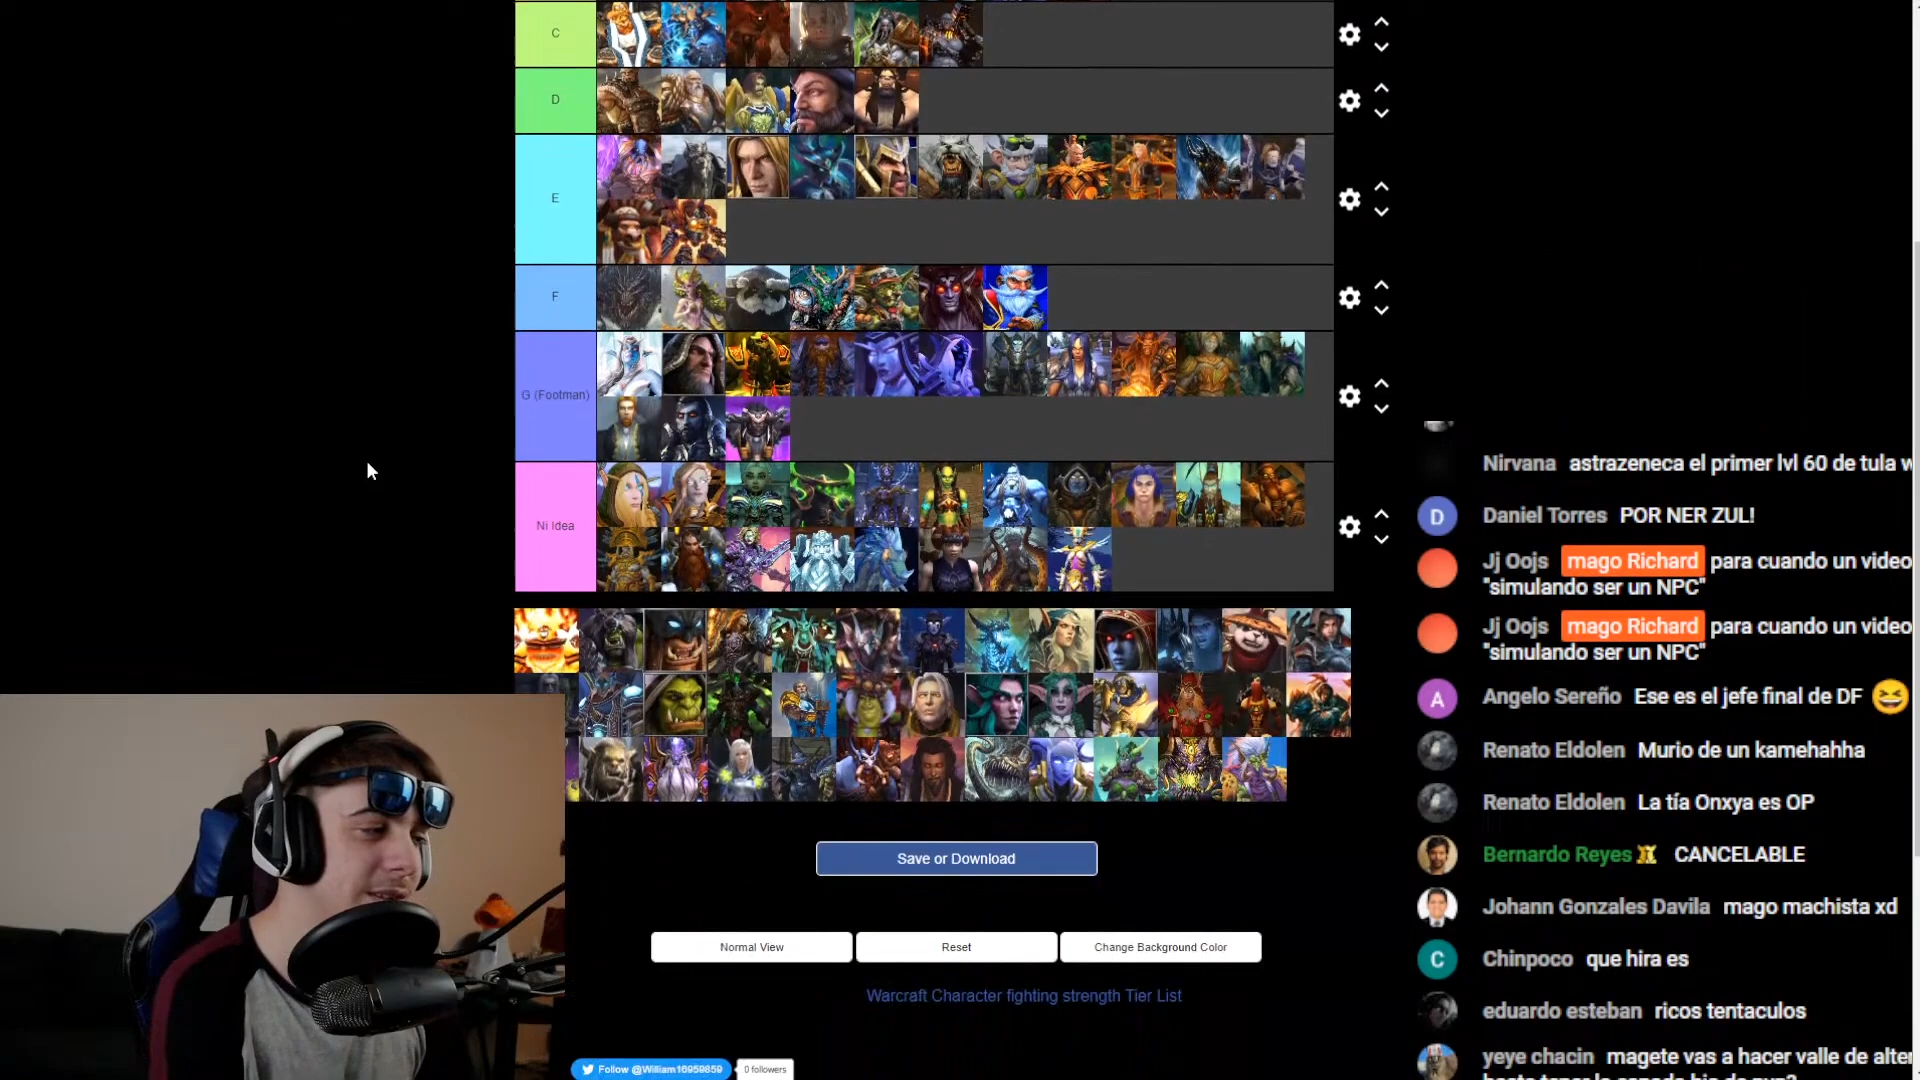 C
D
E
F
G (Footman)
Ni Idea
Save or Download
Normal View
Reset
Change Background Color
Warcraft Character fighting strength Tier List
Follow @William16959859
0 followers
Nirvana astrazeneca el primer lvl 60 de tula w
D
Daniel Torres POR NER ZUL!
Jj Oojs mago Richard para cuando un video
"simulando ser un NPC"
Jj Oojs mago Richard para cuando un video
"simulando ser un NPC"
A
Angelo Sereño Ese es el jefe final de DF
Renato Eldolen Murio de un kamehahha
Renato Eldolen La tía Onxya es OP
Bernardo Reyes CANCELABLE
Johann Gonzales Davila mago machista xd
C
Chinpoco que hira es
eduardo esteban ricos tentaculos
yeye chacin magete vas a hacer valle de alter